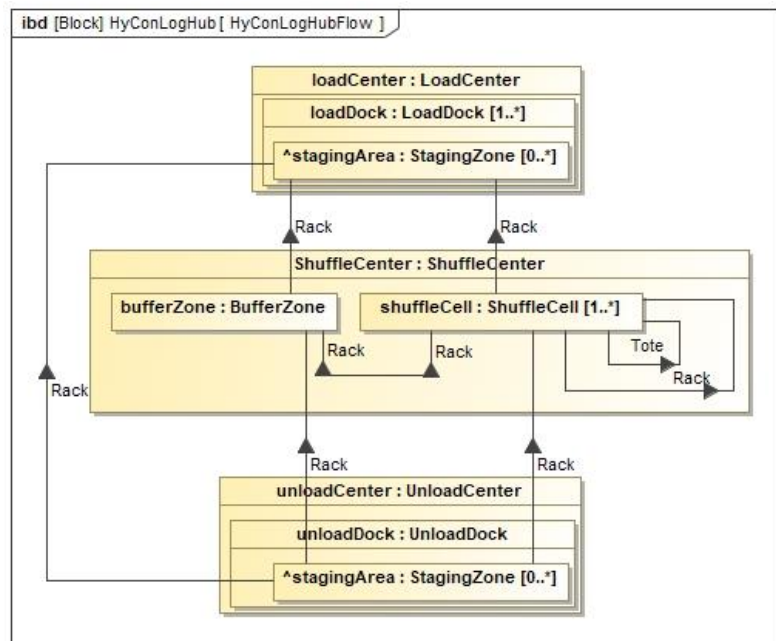 ibd [Block] HyConLogHub[ HyConLogHubFlow ]
loadCenter : LoadCenter
loadDock : LoadDock [1..*]
^stagingArea : StagingZone [0..*]
Rack
Rack
ShuffleCenter : ShuffleCenter
bufferZone : BufferZone
shuffleCell : ShuffleCell [1..*]
Rack
Rack
Tote
Rack
Rack
Rack
Rack
unloadCenter : UnloadCenter
unloadDock : UnloadDock
^stagingArea : StagingZone [0..*]